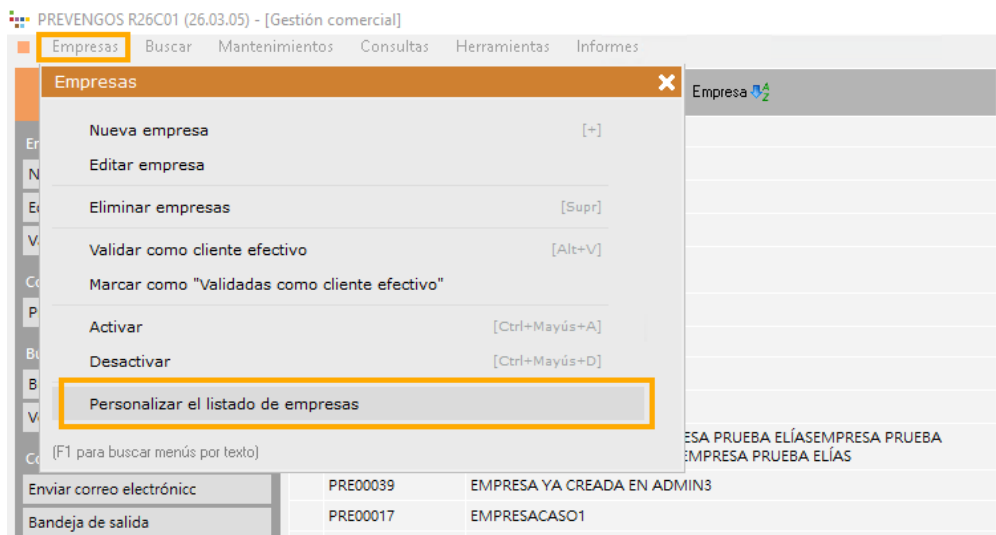 PREVENGOS R26C01 (26.03.05) - [Gestión comercial]
Empresas Buscar Mantenimientos Consultas Herramientas Informes
Empresas
Empresa
Nueva empresa [+]
Editar empresa
Eliminar empresas [Supr]
Validar como cliente efectivo [Alt+V]
Marcar como "Validadas como cliente efectivo"
Activar [Ctrl+Mayús+A]
Desactivar [Ctrl+Mayús+D]
Personalizar el listado de empresas
(F1 para buscar menús por texto)
PRUEBA ELÍASEMPRESA PRUEBA
PRUEBA ELÍAS
Enviar correo electrónicc
PRE00039 EMPRESA YA CREADA EN ADMIN3
Bandeja de salida
PRE00017 EMPRESACASO1